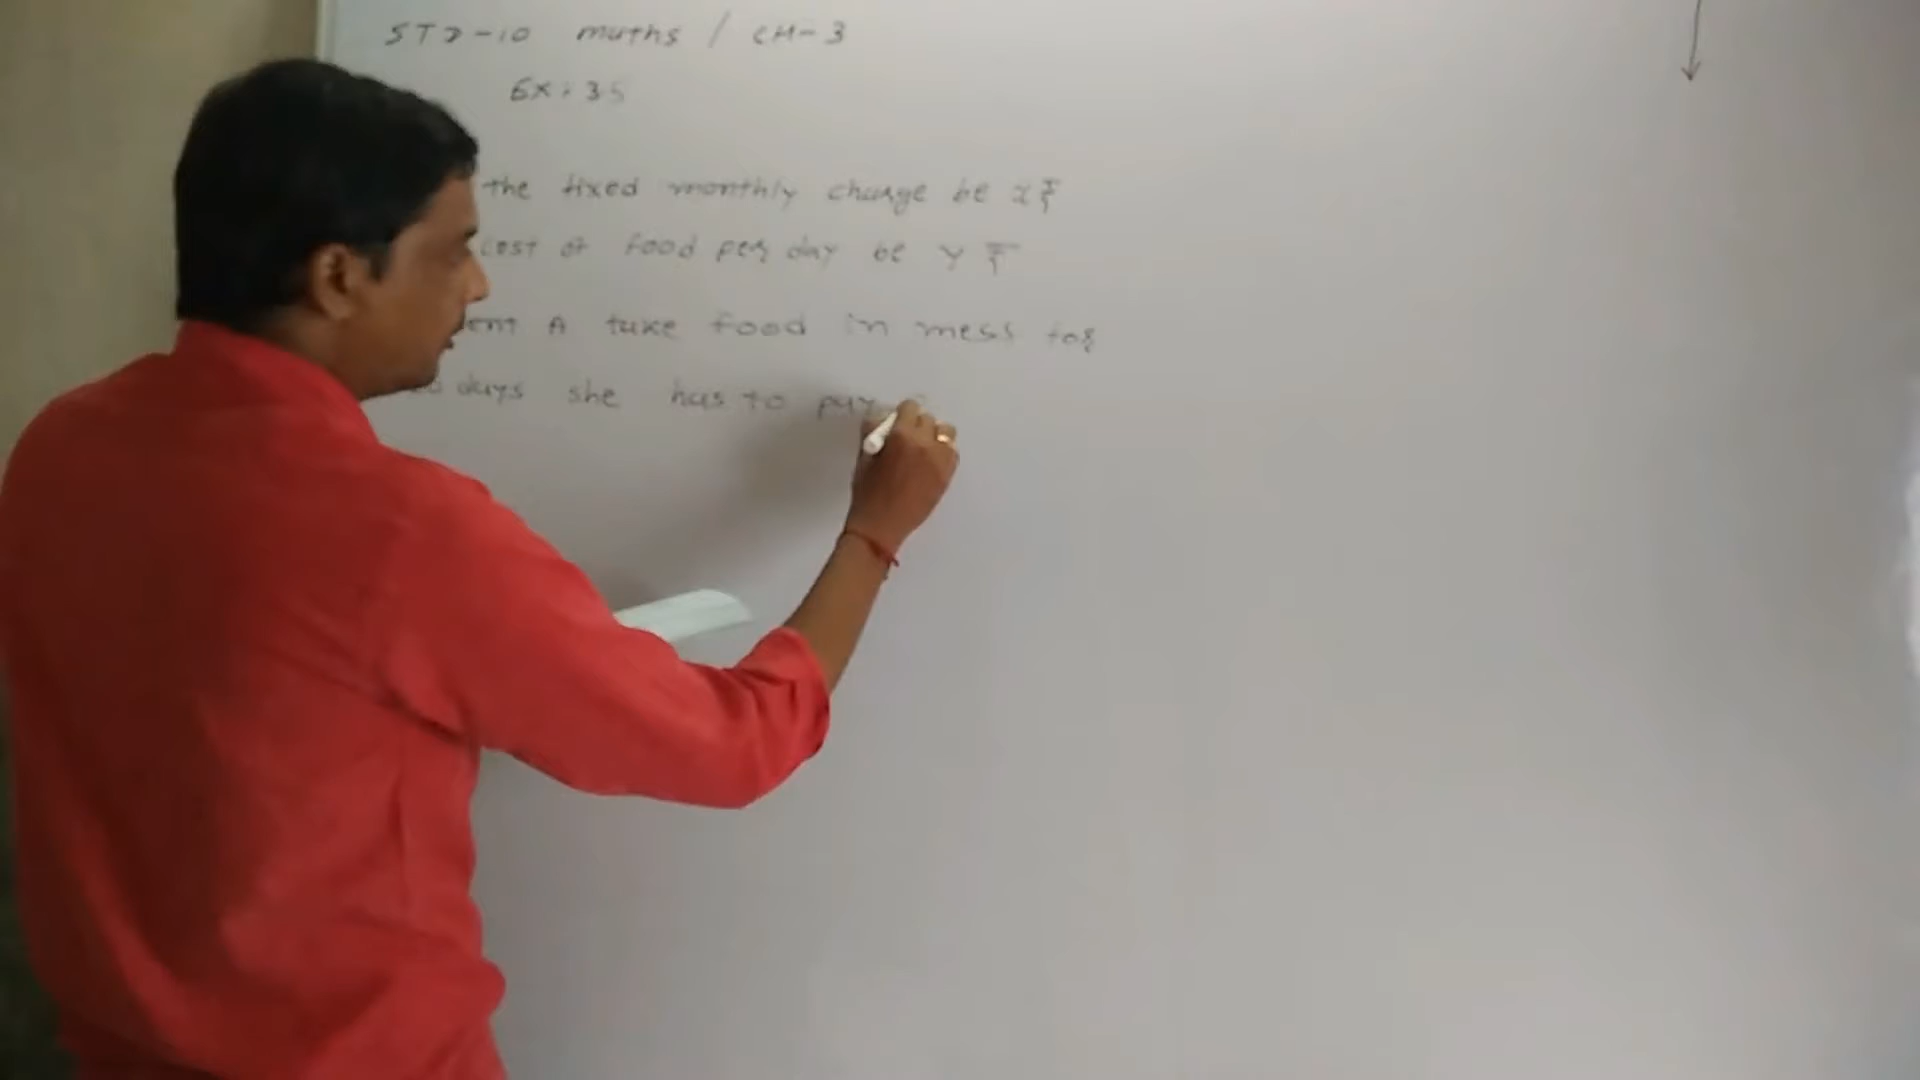 STD-10 maths / CH-3
Ex: 3.5
the fixed monthly charge be x ₹
cost of food per day be y ₹
A take food in mess for
days she has to pay